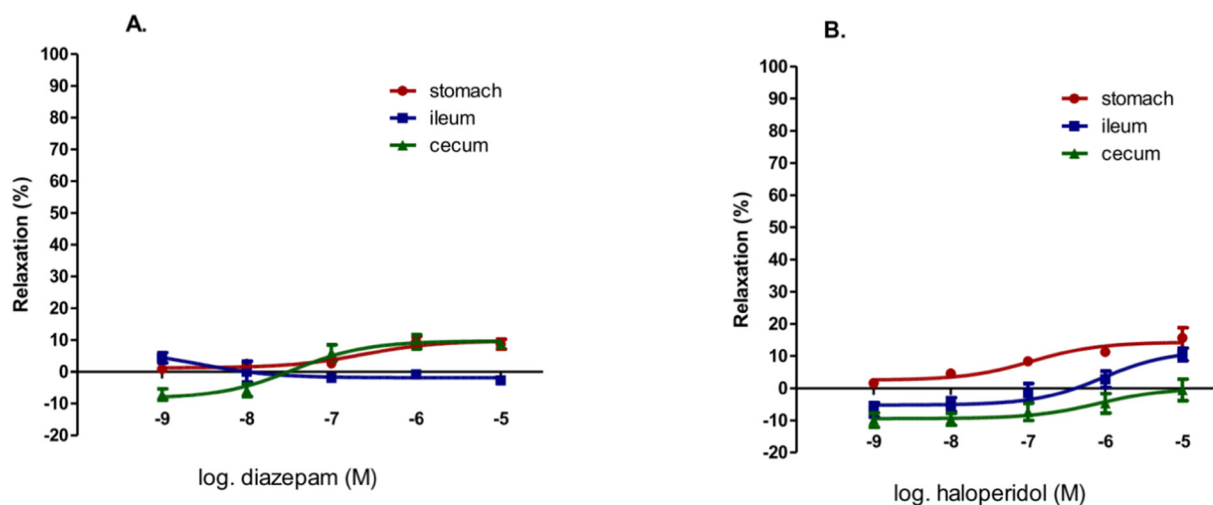 A.
100
90
80
70
60
50
40
30
20
10
0
-10
-20
Relaxation (%)
stomach
ileum
cecum
-9 -8 -7 -6 -5
log. diazepam (M)
B.
100
90
80
70
60
50
40
30
20
10
0
-10
-20
Relaxation (%)
stomach
ileum
cecum
-9 -8 -7 -6 -5
log. haloperidol (M)